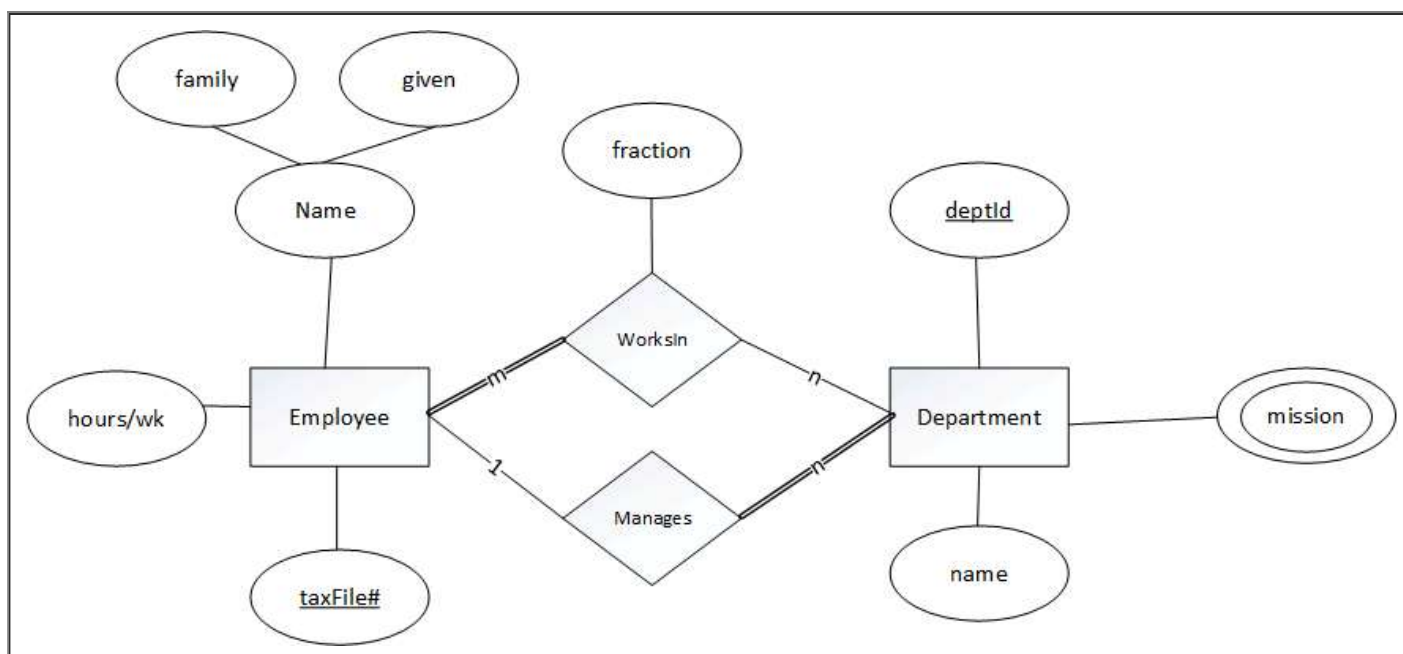 family
given
fraction
Name
deptId
WorksIn
m
n
hours/wk
Employee
Department
mission
1
n
Manages
name
taxFile#